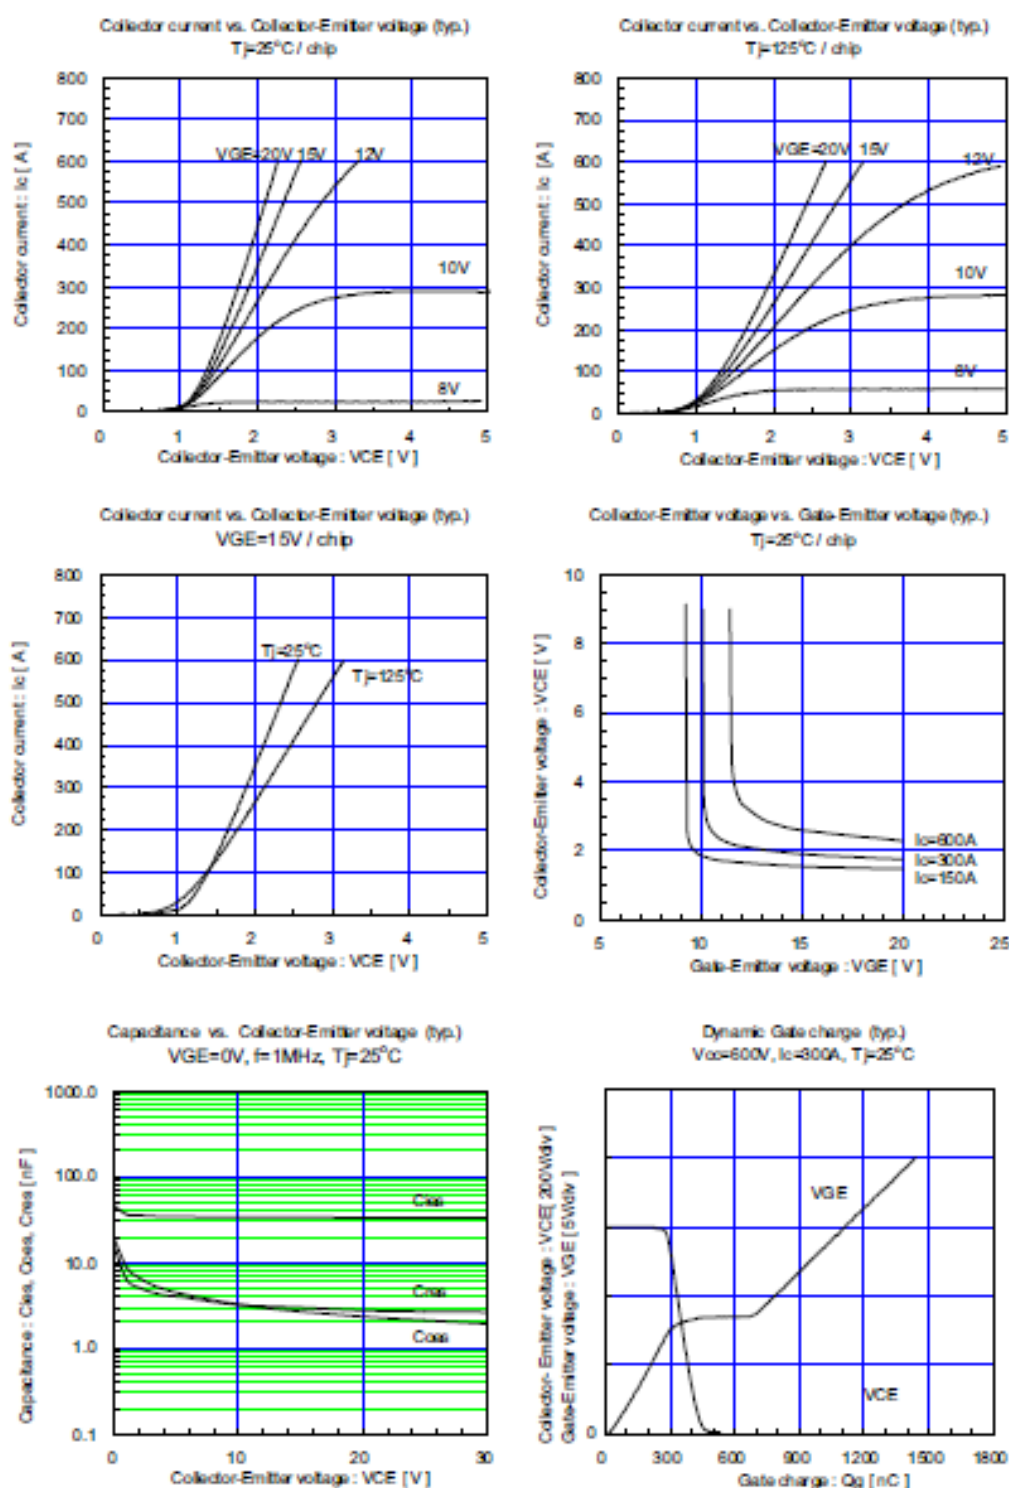 Collector current vs. Collector-Emitter voltage (typ.)
Tj=25°C / chip
Collector current : Ic [ A ]
800
700
600
500
400
300
200
100
0
VGE=20V 15V 12V
10V
8V
0 1 2 3 4 5
Collector-Emitter voltage : VCE [ V ]
Collector current vs. Collector-Emitter voltage (typ.)
Tj=125°C / chip
Collector current : Ic [ A ]
800
700
600
500
400
300
200
100
0
VGE=20V 15V 12V
10V
8V
0 1 2 3 4 5
Collector-Emitter voltage : VCE [ V ]
Collector current vs. Collector-Emitter voltage (typ.)
VGE=15V / chip
Collector current : Ic [ A ]
800
700
600
500
400
300
200
100
0
Tj=25°C
Tj=125°C
0 1 2 3 4 5
Collector-Emitter voltage : VCE [ V ]
Collector-Emitter voltage vs. Gate-Emitter voltage (typ.)
Tj=25°C / chip
Collector-Emitter voltage : VCE [ V ]
10
8
6
4
2
0
Ic=600A
Ic=300A
Ic=150A
5 10 15 20 25
Gate-Emitter voltage : VGE [ V ]
Capacitance vs. Collector-Emitter voltage (typ.)
VGE=0V, f=1MHz, Tj=25°C
Capacitance : Cies, Coes, Cres [ nF ]
1000.0
100.0
10.0
1.0
0.1
Cies
Cres
Coes
0 10 20 30
Collector-Emitter voltage : VCE [ V ]
Dynamic Gate charge (typ.)
Vcc=600V, Ic=300A, Tj=25°C
Collector- Emitter voltage : VCE[ 200V/div ]
Gate-Emitter voltage : VGE [ 5V/div ]
VGE
VCE
0
0 300 600 900 1200 1500 1800
Gate charge : Qg [ nC ]